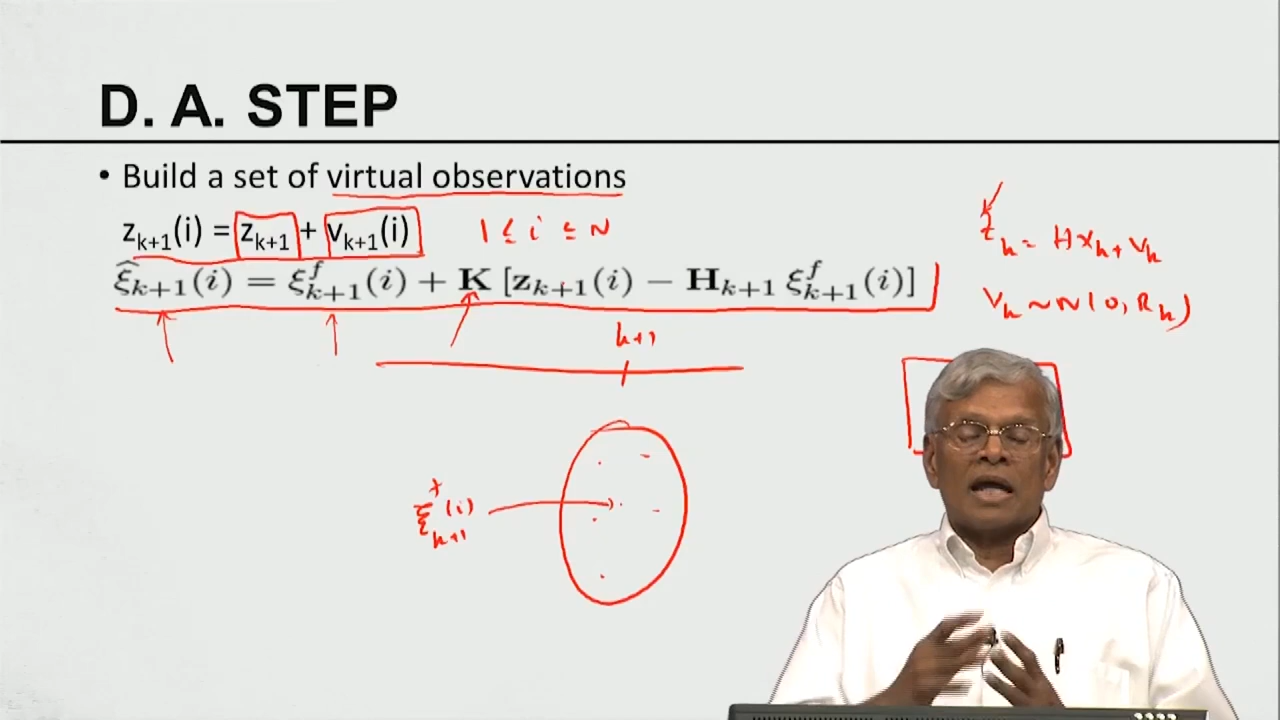 D. A. STEP
• Build a set of virtual observations
z_{k+1}(i) = z_{k+1} + v_{k+1}(i) 1 ≤ i ≤ N
ξ̂_{k+1}(i) = ξ^f_{k+1}(i) + K [z_{k+1}(i) − H_{k+1} ξ^f_{k+1}(i)]
z_k = H x_k + v_k
v_k ~ N(0, R_k)
k+1
ξ^f_{k+1}(i)